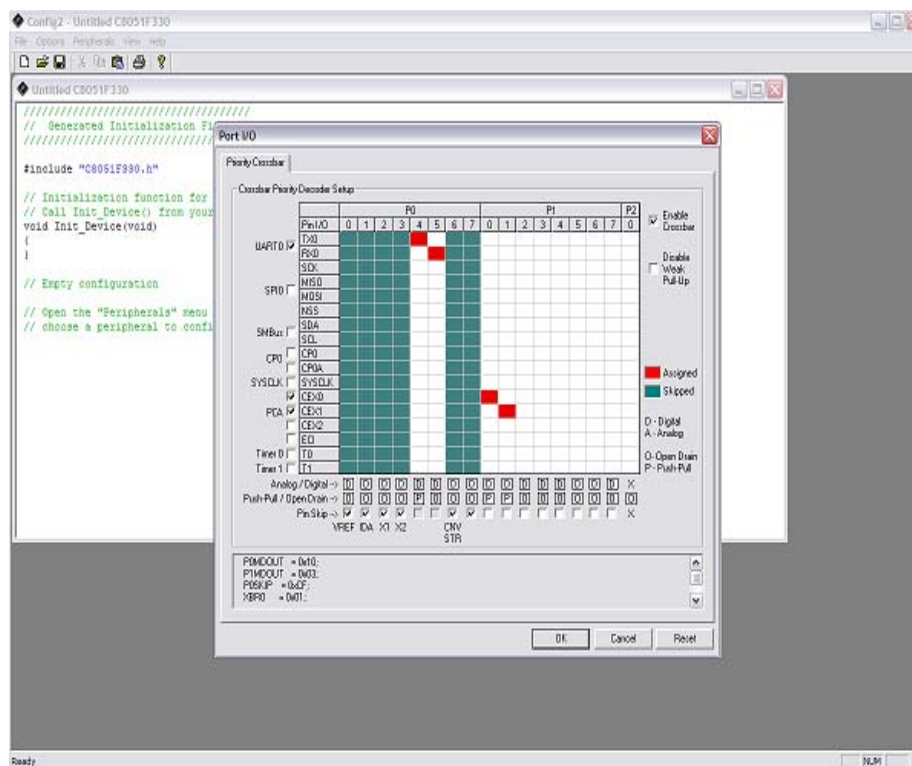 Config2 - Untitled C8051F330
File Options Peripherals View Help
Untitled C8051F330
//////////////////////////////////////
// Generated Initialization Fi
#include "C8051F330.h"
// Initialization function for
// Call Init_Device() from your
void Init_Device(void)
{
}
// Empty configuration
// Open the "Peripherals" menu
// choose a peripheral to confi
Port I/O
Priority Crossbar
Crossbar Priority Decoder Setup
P0 P1 P2
Pin I/O 0 1 2 3 4 5 6 7 0 1 2 3 4 5 6 7 0
UART0 TX0
RX0
SCK
SPI0 MISO
MOSI
NSS
SMBus SDA
SCL
CP0 CP0
CP0A
SYSCLK SYSCLK
CEX0
PCA CEX1
CEX2
ECI
Timer 0 T0
Timer 1 T1
Enable Crossbar
Disable Weak Pull-Up
Assigned
Skipped
D - Digital
A - Analog
O - Open Drain
P - Push-Pull
Analog / Digital -> D D D D D D D D D D D D D D D D X
Push-Pull / Open Drain -> O O O O P O O O P P O O O O O O O
Pin Skip -> X
VREF IDA X1 X2 CNV STR
P0MDOUT = 0x10;
P1MDOUT = 0x03;
P0SKIP = 0xCF;
XBR0 = 0x01;
OK Cancel Reset
Ready NUM